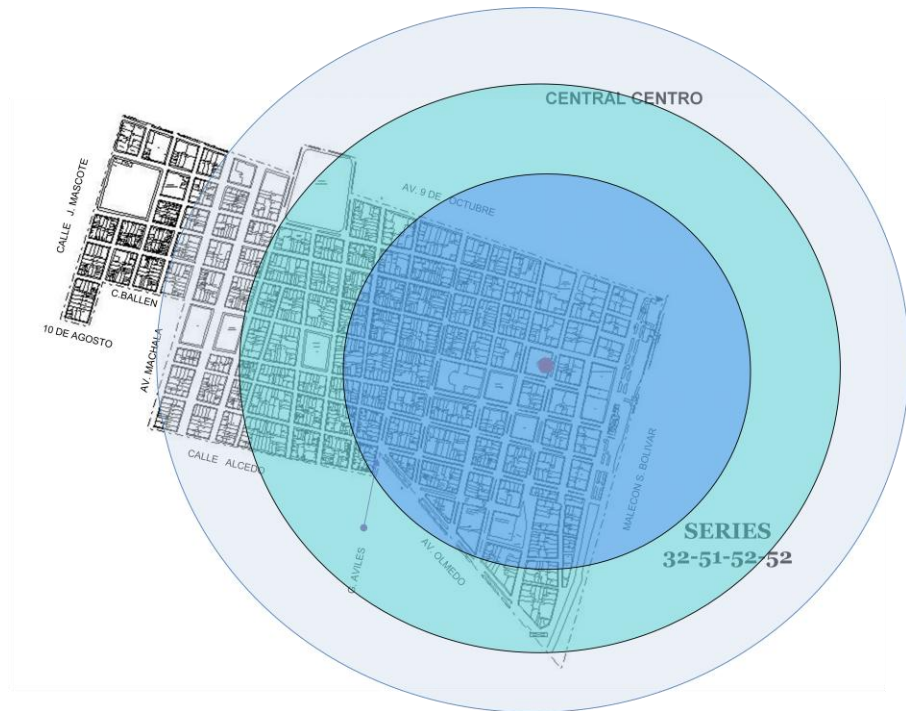 CENTRAL CENTRO
CALLE J. MASCOTE
AV. 9 DE OCTUBRE
C.BALLEN
10 DE AGOSTO
AV. MACHALA
CALLE ALCEDO
G. AVILES
AV. OLMEDO
MALECON S. BOLIVAR
SERIES
32-51-52-52